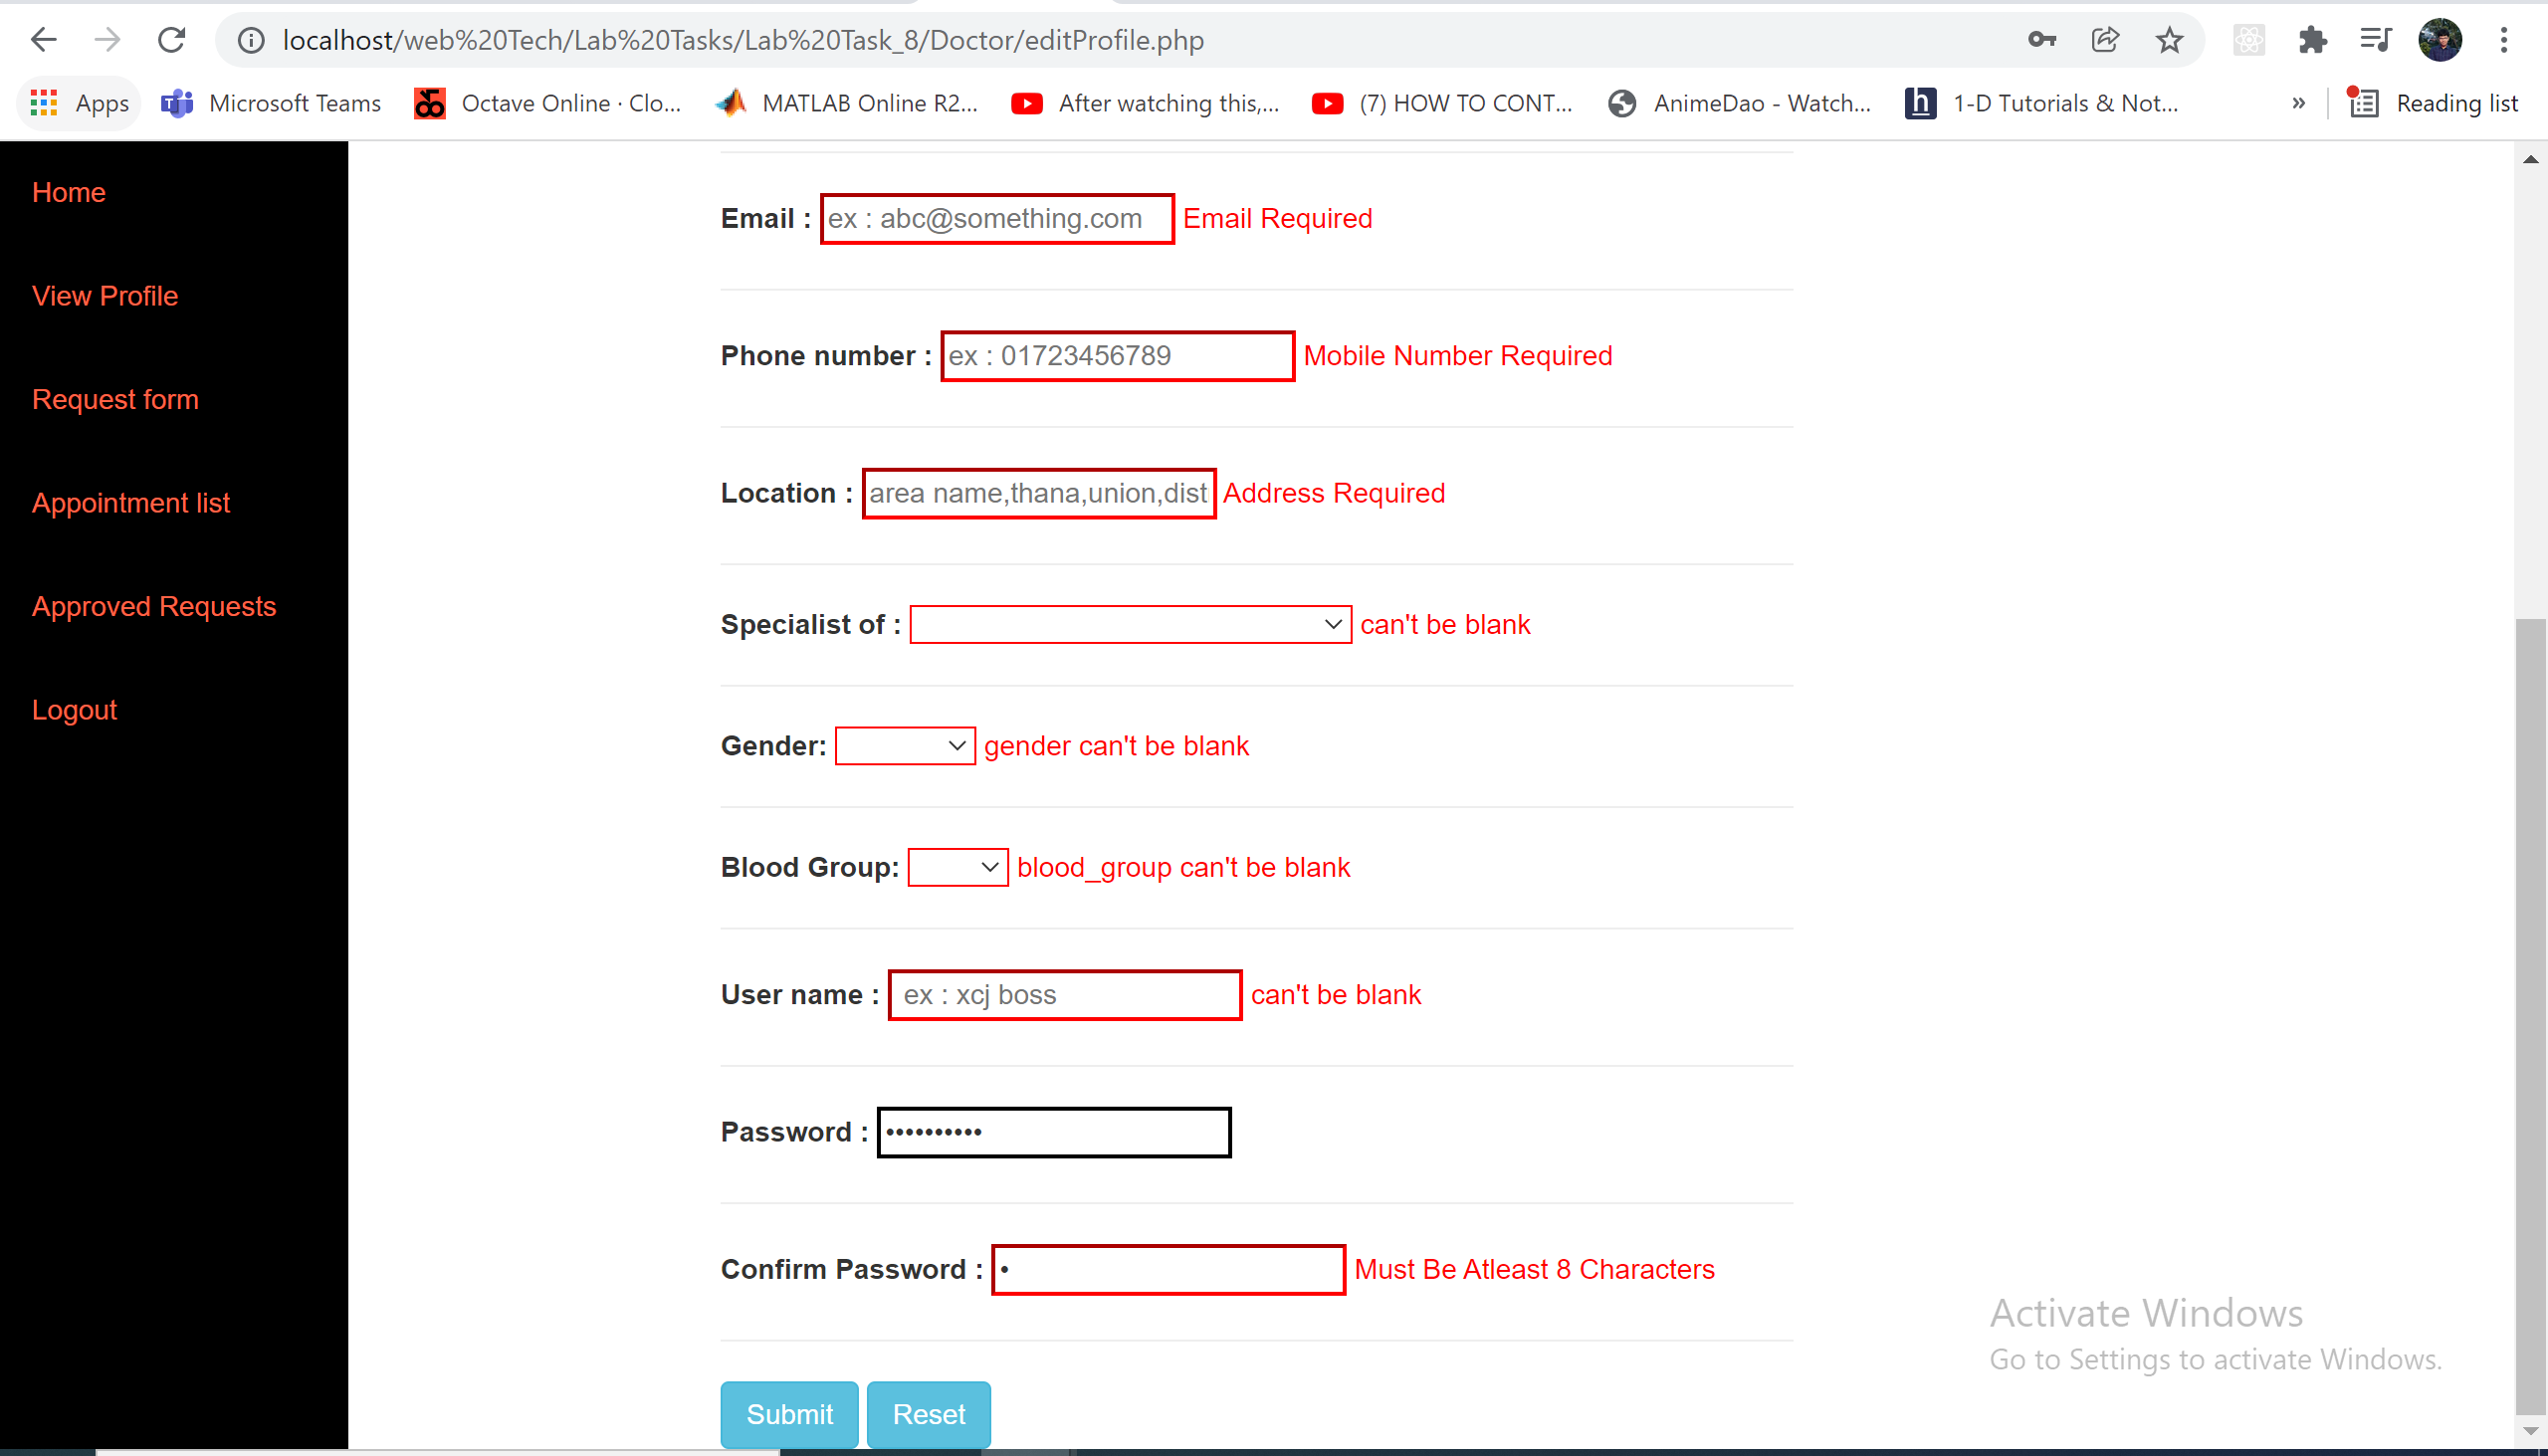 localhost/web%20Tech/Lab%20Tasks/Lab%20Task_8/Doctor/editProfile.php
Apps Microsoft Teams Octave Online · Clo... MATLAB Online R2... After watching this,... (7) HOW TO CONT... AnimeDao - Watch... h 1-D Tutorials & Not... » Reading list
Home
View Profile
Request form
Appointment list
Approved Requests
Logout
Email : ex : abc@something.com Email Required
Phone number : ex : 01723456789 Mobile Number Required
Location : area name,thana,union,dist Address Required
Specialist of : can't be blank
Gender: gender can't be blank
Blood Group: blood_group can't be blank
User name : ex : xcj boss can't be blank
Password : ••••••••••
Confirm Password : • Must Be Atleast 8 Characters
Submit Reset
Activate Windows
Go to Settings to activate Windows.